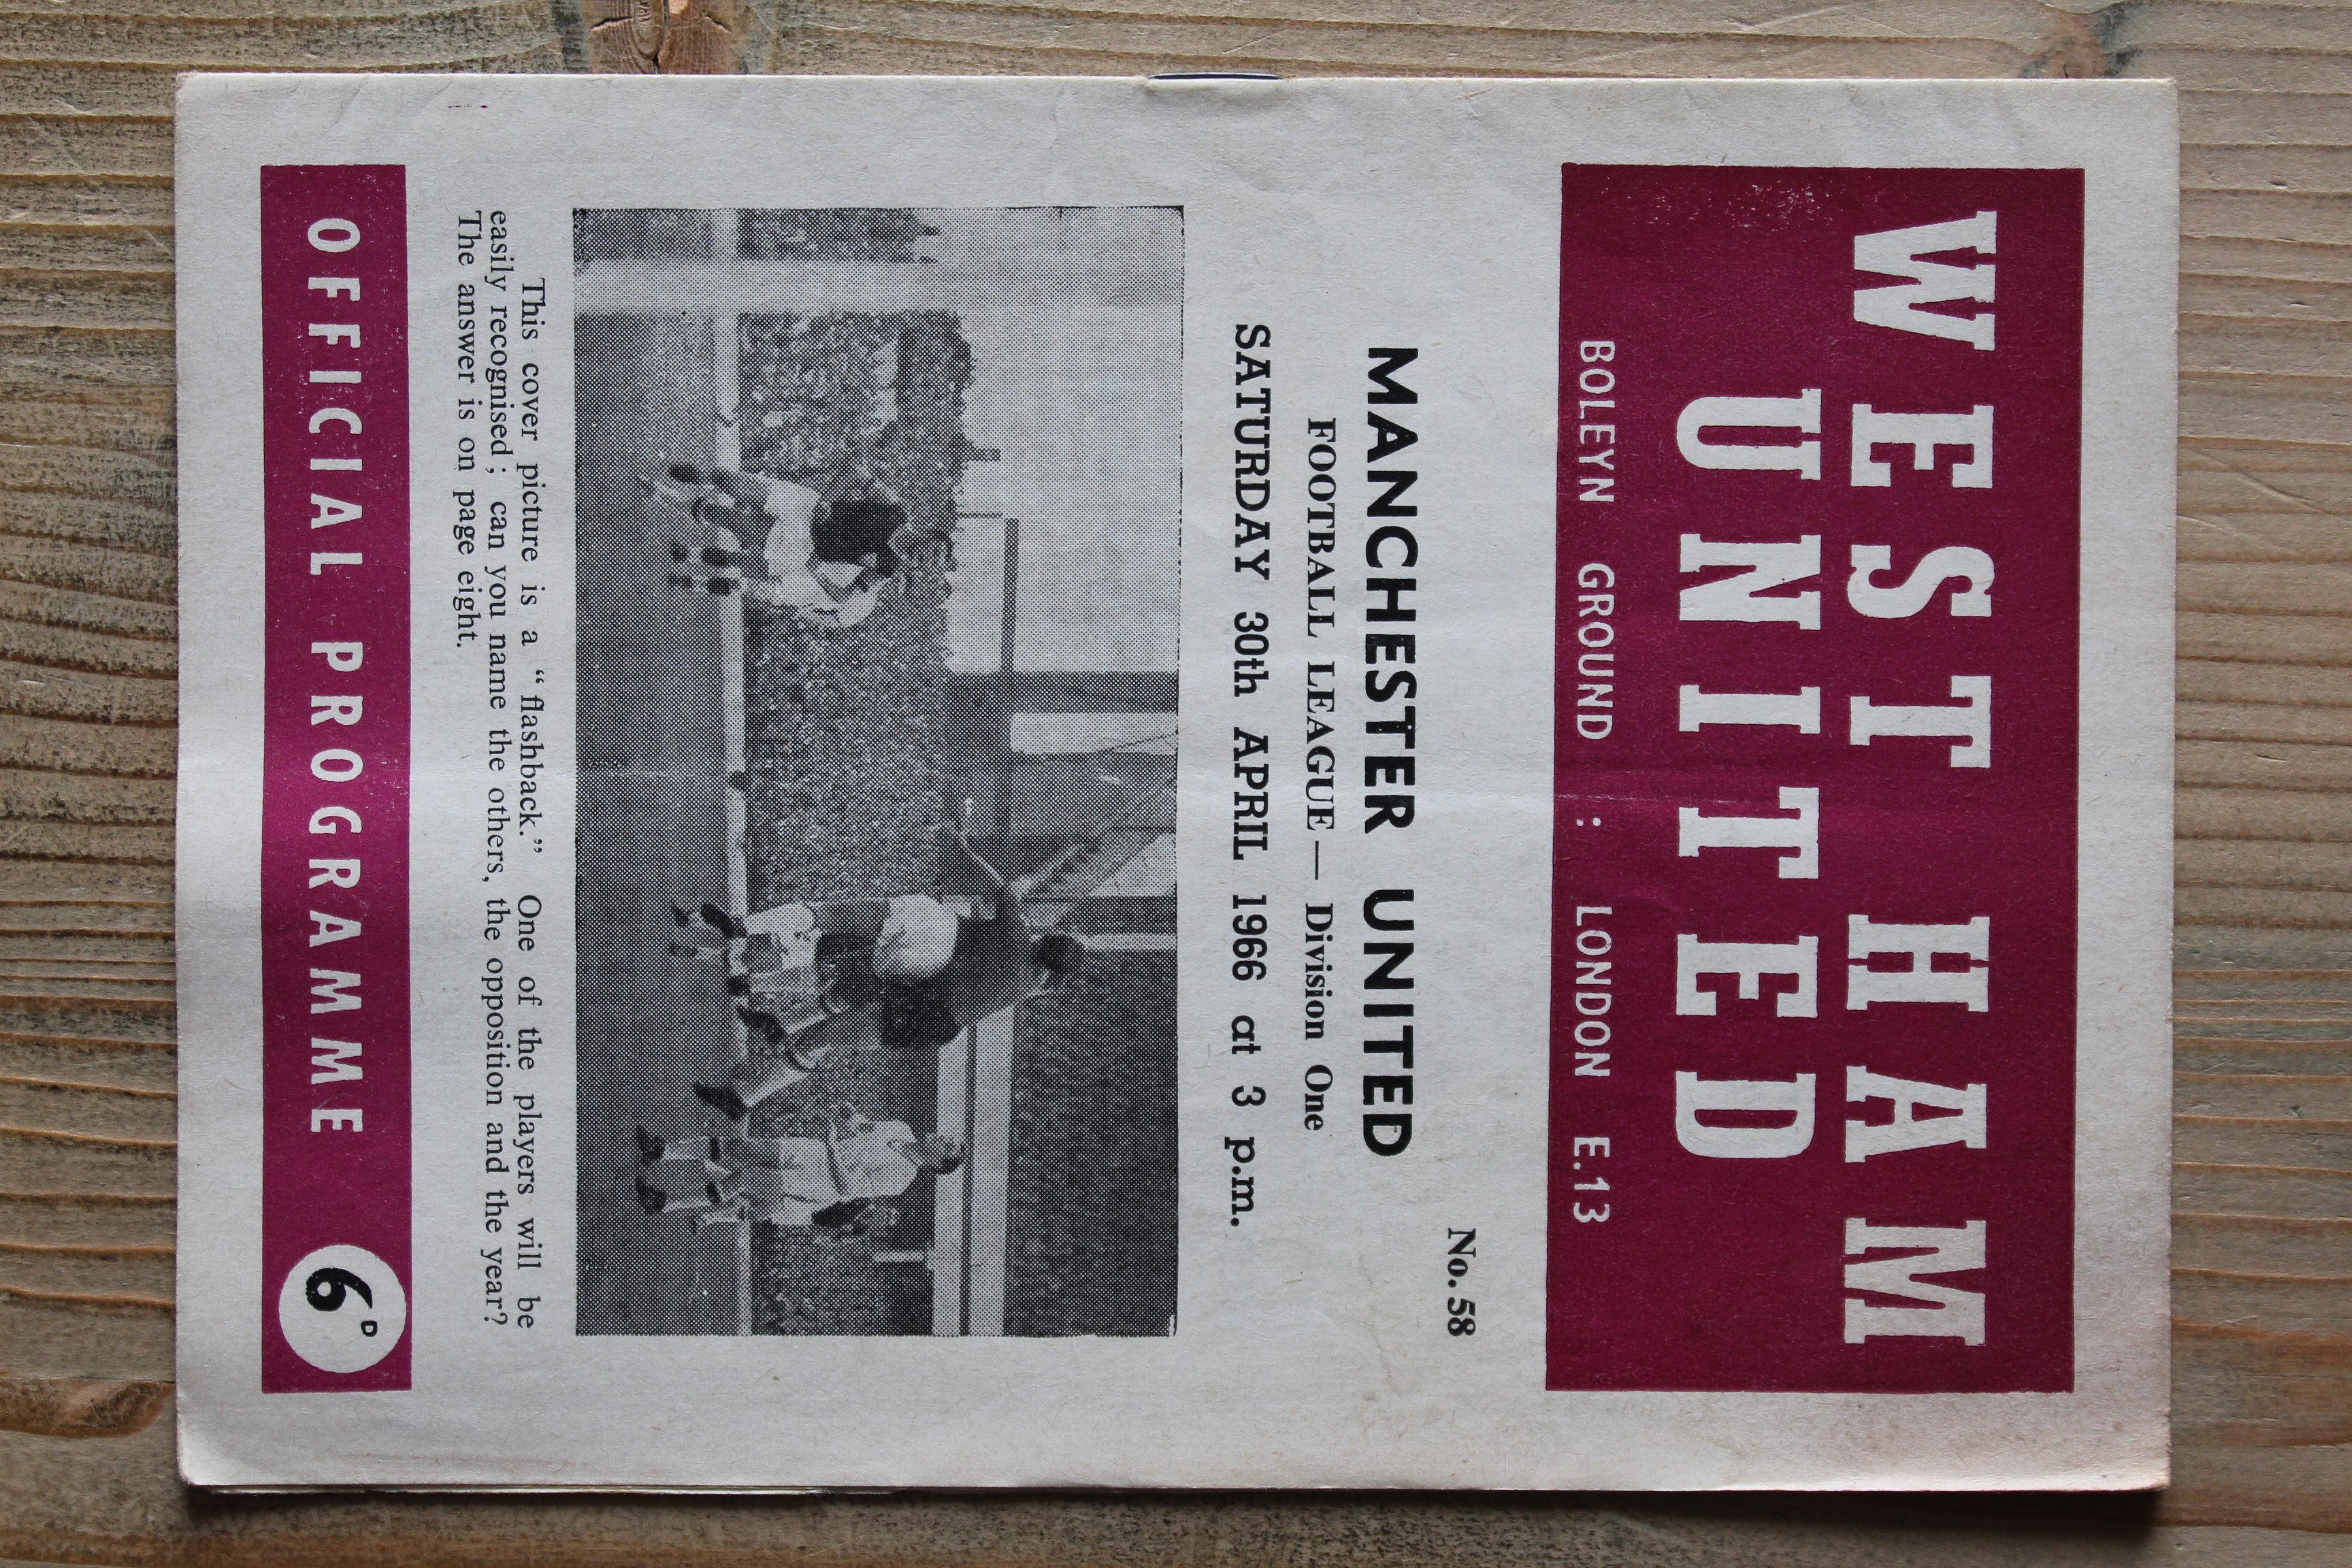 WEST HAM
UNITED
BOLEYN GROUND : LONDON E.13
No. 58
MANCHESTER UNITED
FOOTBALL LEAGUE — Division One
SATURDAY 30th APRIL 1966 at 3 p.m.
This cover picture is a “flashback.” One of the players will be
easily recognised; can you name the others, the opposition and the year?
The answer is on page eight.
OFFICIAL PROGRAMME 6D